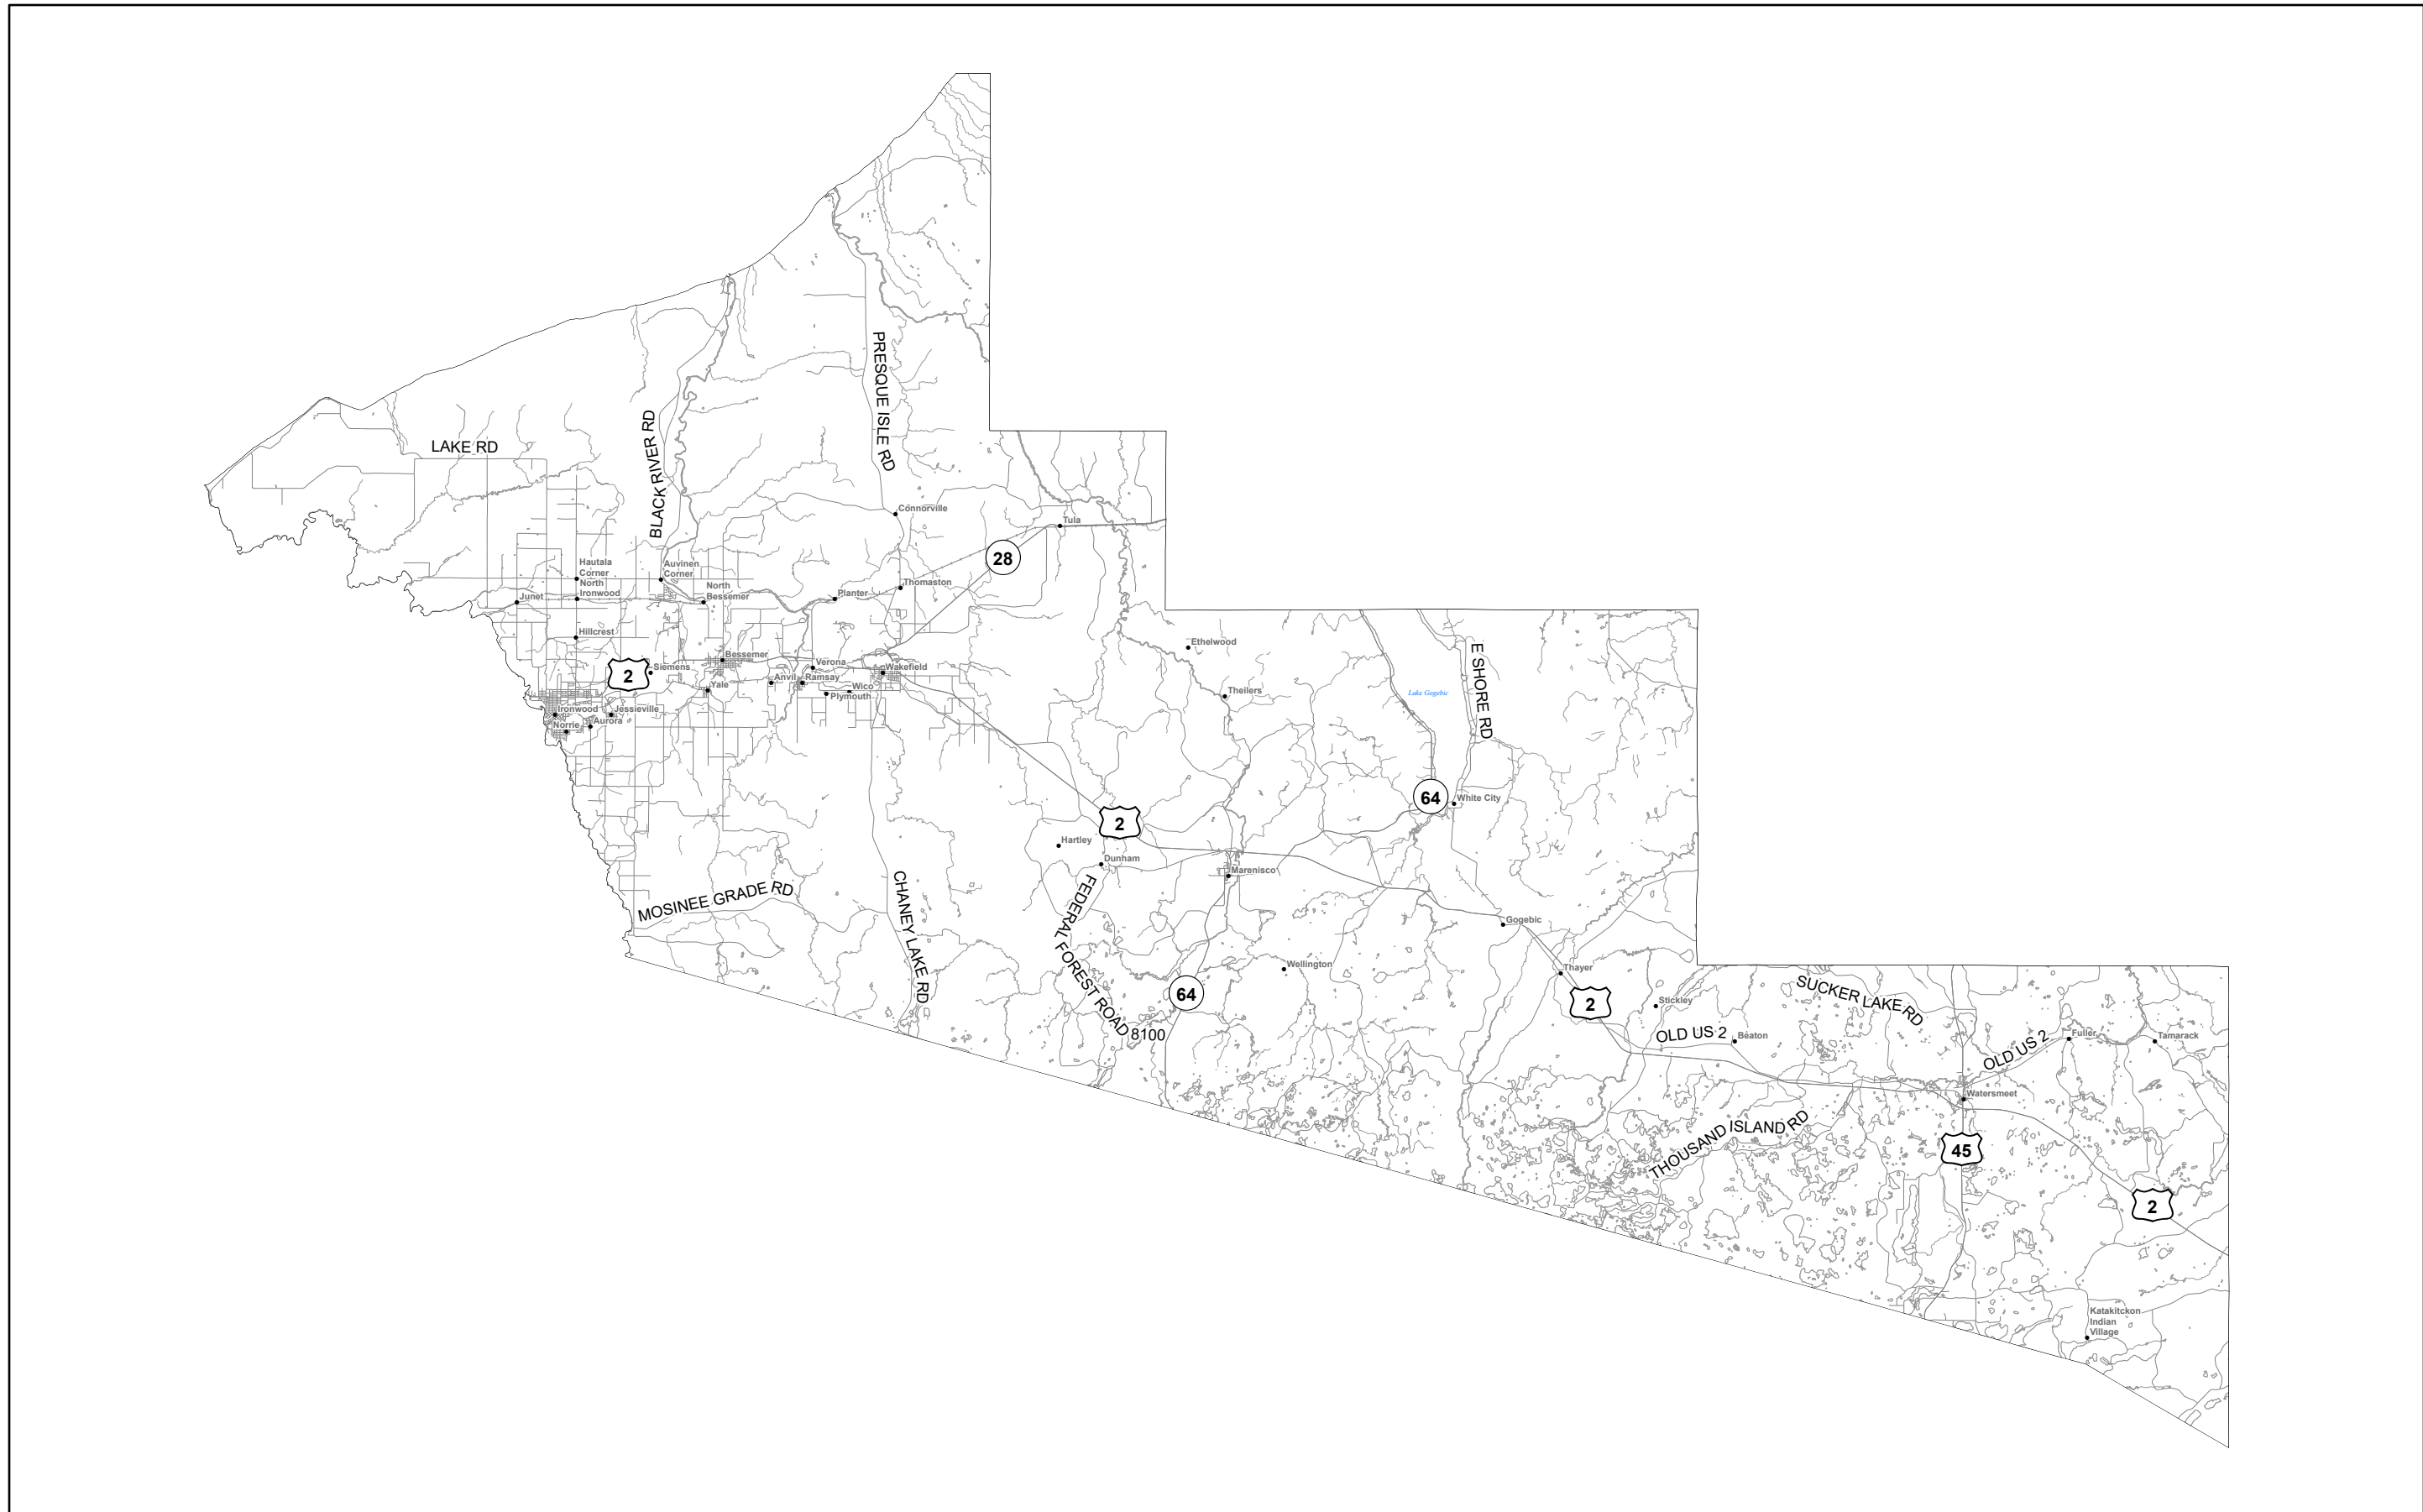 PRESQUE ISLE RD
LAKE RD
BLACK RIVER RD
Connorville
Tula
28
Hautala
Corner
North
Ironwood
Auvinen
Corner
North
Bessemer
Junet
Planter
Thomaston
Hillcrest
Ethelwood
E SHORE RD
2
Siemens
Bessemer
Verona
Wakefield
Yale
Anvil
Ramsay
Wico
Plymouth
Theilers
Lake Gogebic
Ironwood
Jessieville
Norrie
Aurora
64
White City
2
Hartley
Dunham
Marenisco
MOSINEE GRADE RD
CHANEY LAKE RD
FEDERAL FOREST ROAD 8100
Gogebic
Wellington
Thayer
64
2
Stickley
SUCKER LAKE RD
OLD US 2
Beaton
OLD US 2
Fuller
Tamarack
Watersmeet
THOUSAND ISLAND RD
45
2
Katakitckon
Indian
Village